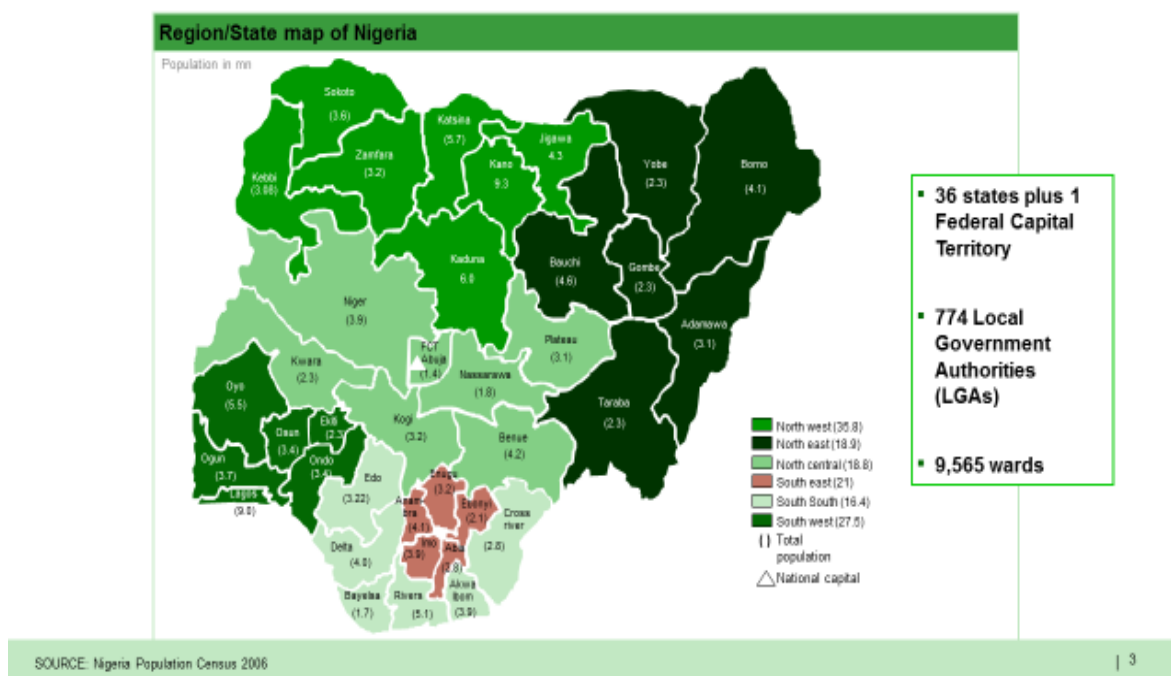 Region/State map of Nigeria
Population in mn
Sokoto
(3.6)
Katsina
(5.7)
Jigawa
4.3
Zamfara
(3.2)
Kano
9.3
Kebbi
(3.08)
Yobe
(2.3)
Borno
(4.1)
Kaduna
6.0
Bauchi
(4.6)
Gombe
(2.3)
Niger
(3.9)
Adamawa
(3.1)
Plateau
(3.1)
FCT
Abuja
(1.4)
Kwara
(2.3)
Nassarawa
(1.8)
Oyo
(5.5)
Taraba
(2.3)
Kogi
(3.2)
Benue
(4.2)
Osun
(3.4)
Ekiti
(2.3)
Ogun
(3.7)
Ondo
(3.4)
Lagos
(9.0)
Edo
(3.22)
Enugu
(3.2)
Anam-
bra
(4.1)
Ebonyi
(2.1)
Cross
river
(2.8)
Imo
(3.9)
Abia
(2.8)
Delta
(4.0)
Bayelsa
(1.7)
Rivers
(5.1)
Akwa
Ibom
(3.9)
North west (35.8)
North east (18.9)
North central (18.8)
South east (21)
South South (16.4)
South west (27.5)
( ) Total
population
National capital
▪ 36 states plus 1
Federal Capital
Territory
▪ 774 Local
Government
Authorities
(LGAs)
▪ 9,565 wards
SOURCE: Nigeria Population Census 2006
| 3